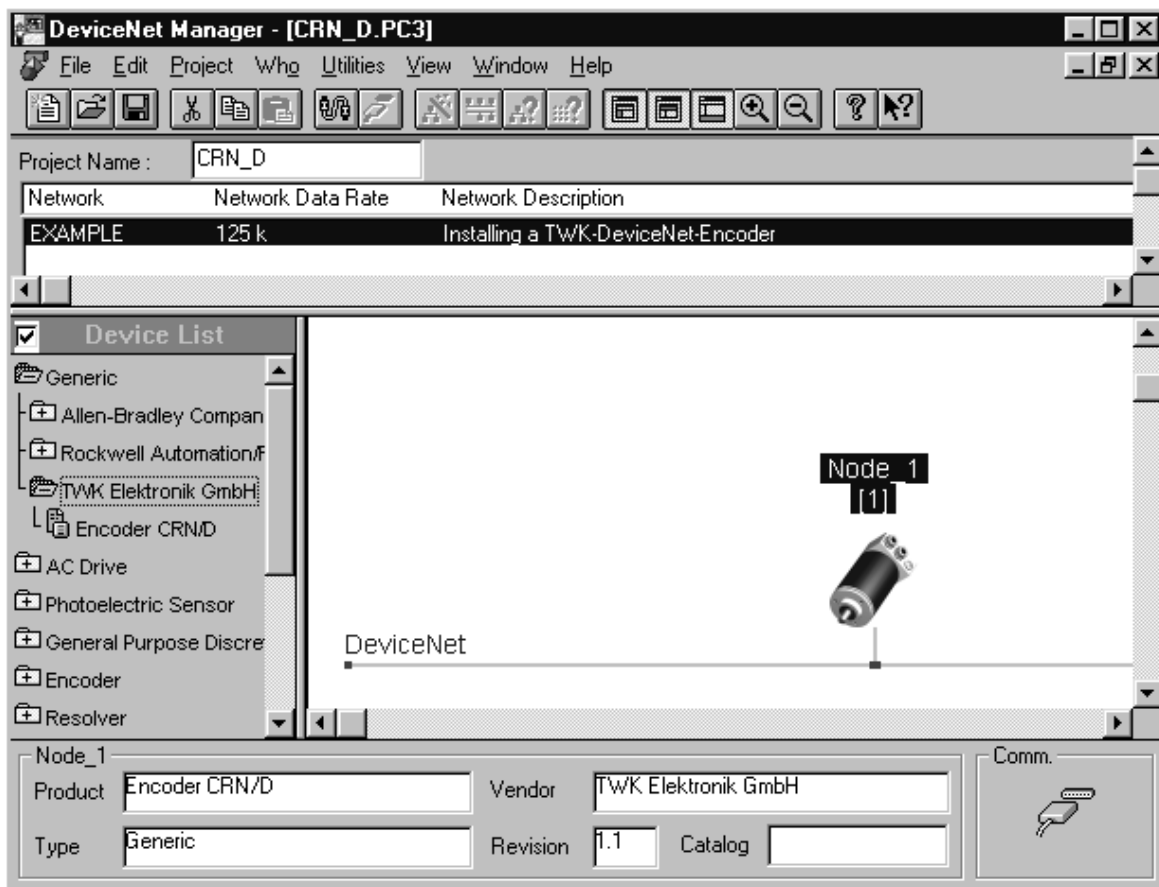 DeviceNet Manager - [CRN_D.PC3]
File Edit Project Who Utilities View Window Help
Project Name : CRN_D
Network Network Data Rate Network Description
EXAMPLE 125 k Installing a TWK-DeviceNet-Encoder
Device List
Generic
Allen-Bradley Compan
Rockwell Automation/F
TWK Elektronik GmbH
Encoder CRN/D
AC Drive
Photoelectric Sensor
General Purpose Discre
Encoder
Resolver
Node_1
[1]
DeviceNet
Node_1
Product Encoder CRN/D Vendor TWK Elektronik GmbH
Type Generic Revision 1.1 Catalog
Comm.